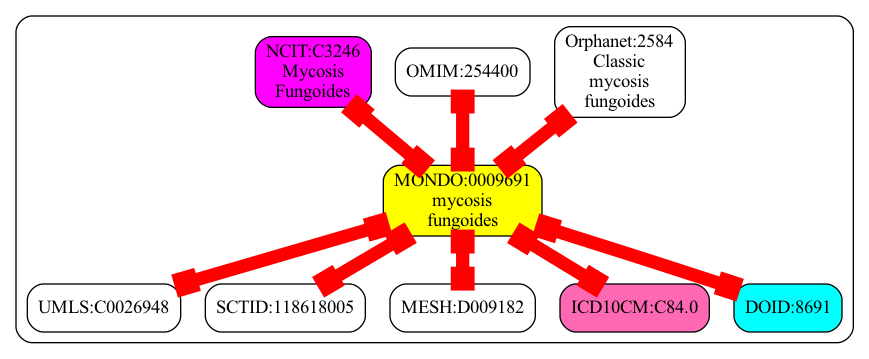 NCIT:C3246
Mycosis
Fungoides
OMIM:254400
Orphanet:2584
Classic
mycosis
fungoides
MONDO:0009691
mycosis
fungoides
UMLS:C0026948
SCTID:118618005
MESH:D009182
ICD10CM:C84.0
DOID:8691